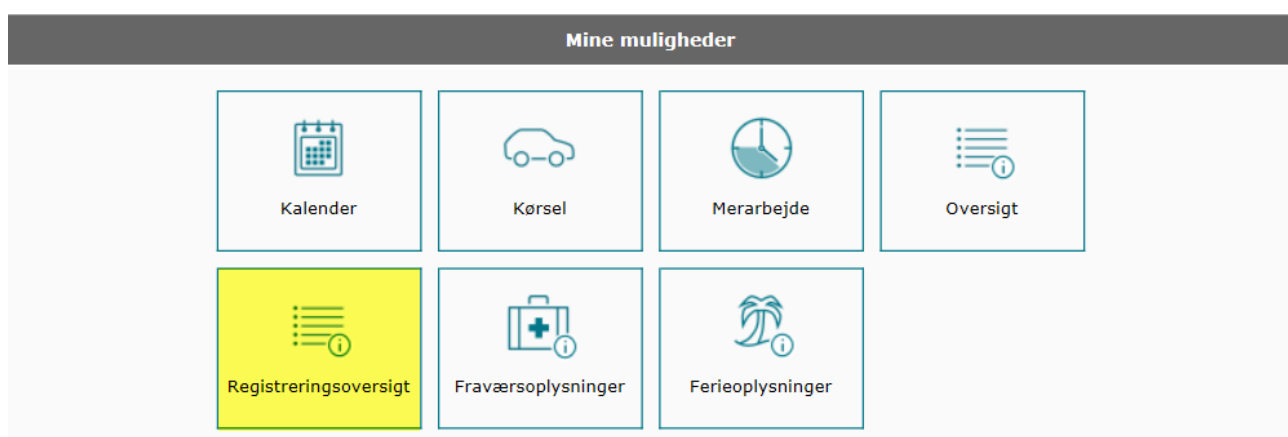 Mine muligheder
Kalender
Kørsel
Merarbejde
Oversigt
Registreringsoversigt
Fraværsoplysninger
Ferieoplysninger